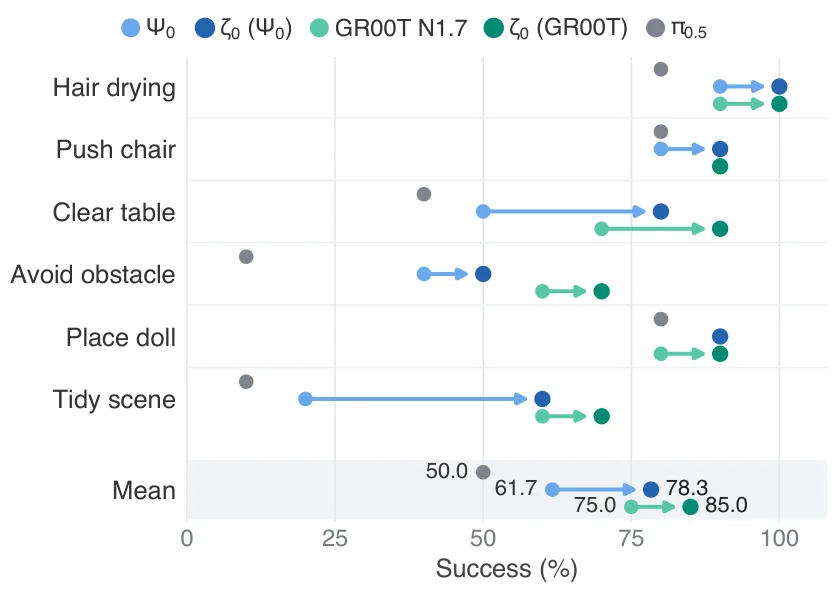 Ψ₀ ζ₀ (Ψ₀) GR00T N1.7 ζ₀ (GR00T) π₀.₅
Hair drying
Push chair
Clear table
Avoid obstacle
Place doll
Tidy scene
Mean
50.0
61.7 78.3
75.0 85.0
0 25 50 75 100
Success (%)